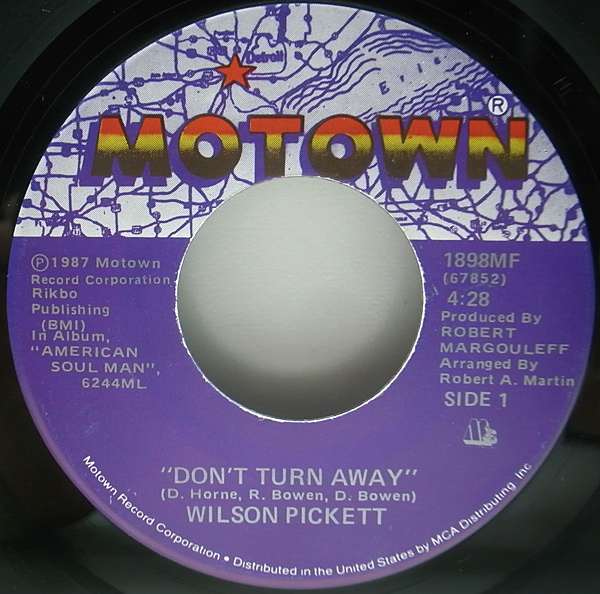 Detroit
Erie
MOTOWN®
℗1987 Motown
Record Corporation
Rikbo
Publishing
(BMI)
In Album,
"AMERICAN
SOUL MAN",
6244ML
1898MF
(67852)
4:28
Produced By
ROBERT
MARGOULEFF
Arranged By
Robert A. Martin
SIDE 1
"DON'T TURN AWAY"
(D. Horne, R. Bowen, D. Bowen)
WILSON PICKETT
Motown Record Corporation • Distributed in the United States by MCA Distributing Inc